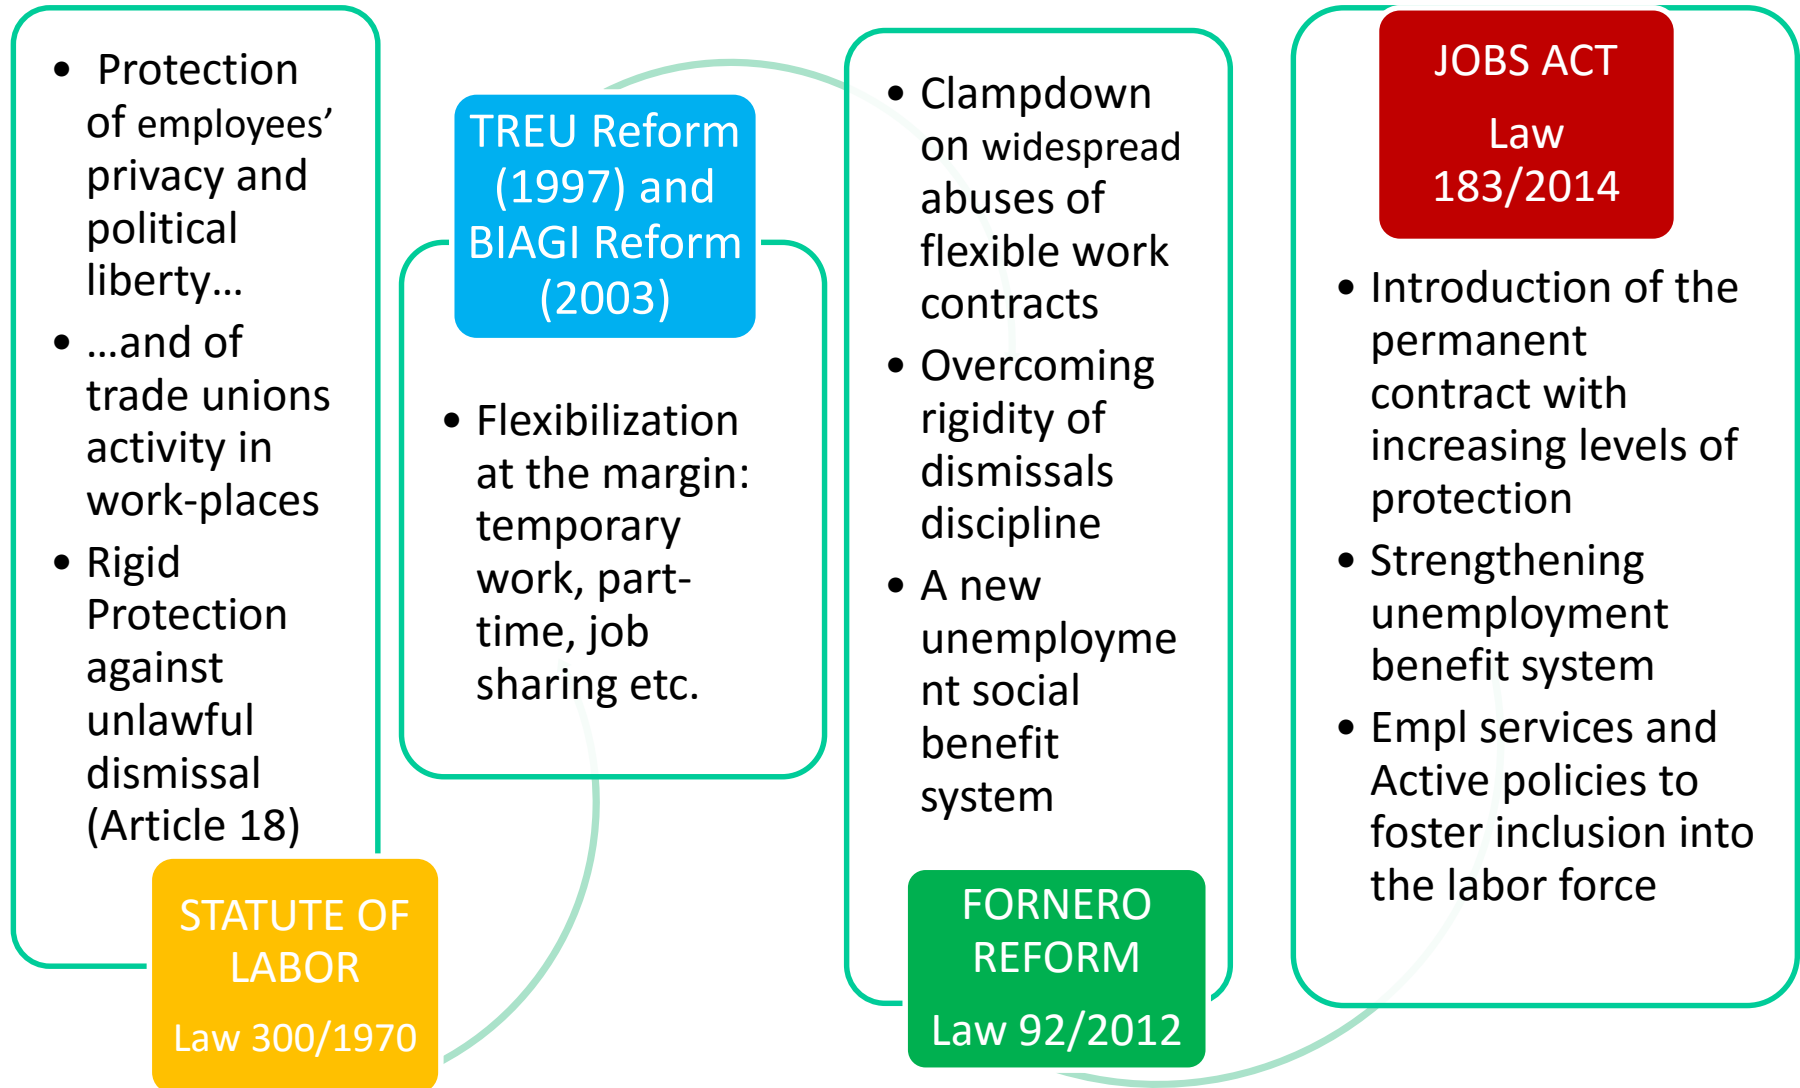 • Protection
of employees’
privacy and
political
liberty…
• …and of
trade unions
activity in
work-places
• Rigid
Protection
against
unlawful
dismissal
(Article 18)
STATUTE OF
LABOR
Law 300/1970
TREU Reform
(1997) and
BIAGI Reform
(2003)
• Flexibilization
at the margin:
temporary
work, part-
time, job
sharing etc.
• Clampdown
on widespread
abuses of
flexible work
contracts
• Overcoming
rigidity of
dismissals
discipline
• A new
unemployme
nt social
benefit
system
FORNERO
REFORM
Law 92/2012
JOBS ACT
Law
183/2014
• Introduction of the
permanent
contract with
increasing levels of
protection
• Strengthening
unemployment
benefit system
• Empl services and
Active policies to
foster inclusion into
the labor force